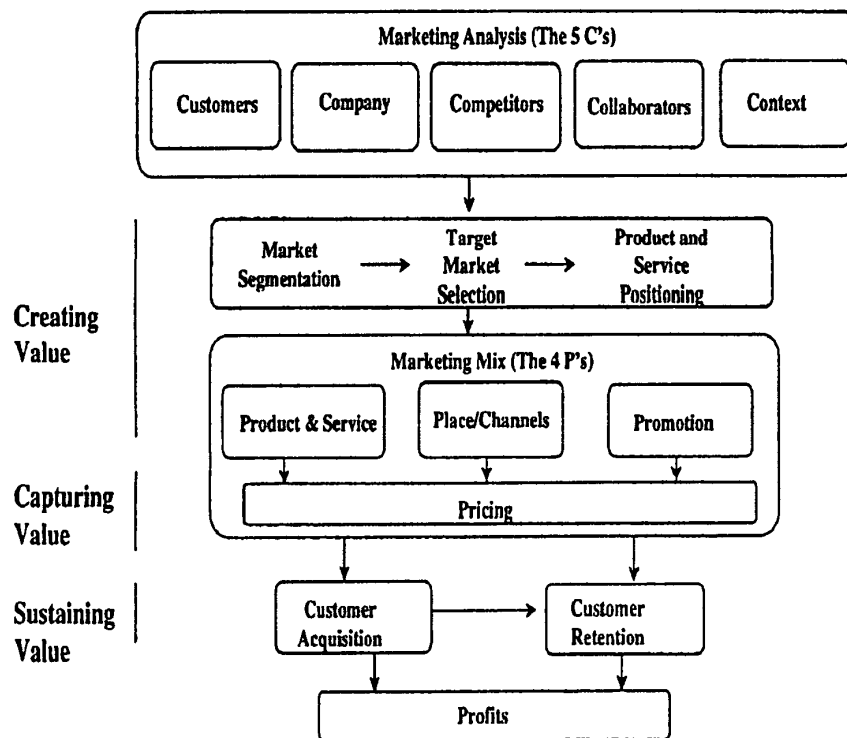 Marketing Analysis (The 5 C's)
Customers
Company
Competitors
Collaborators
Context
Market
Segmentation
Target
Market
Selection
Product and
Service
Positioning
Creating
Value
Marketing Mix (The 4 P's)
Product & Service
Place/Channels
Promotion
Capturing
Value
Pricing
Sustaining
Value
Customer
Acquisition
Customer
Retention
Profits